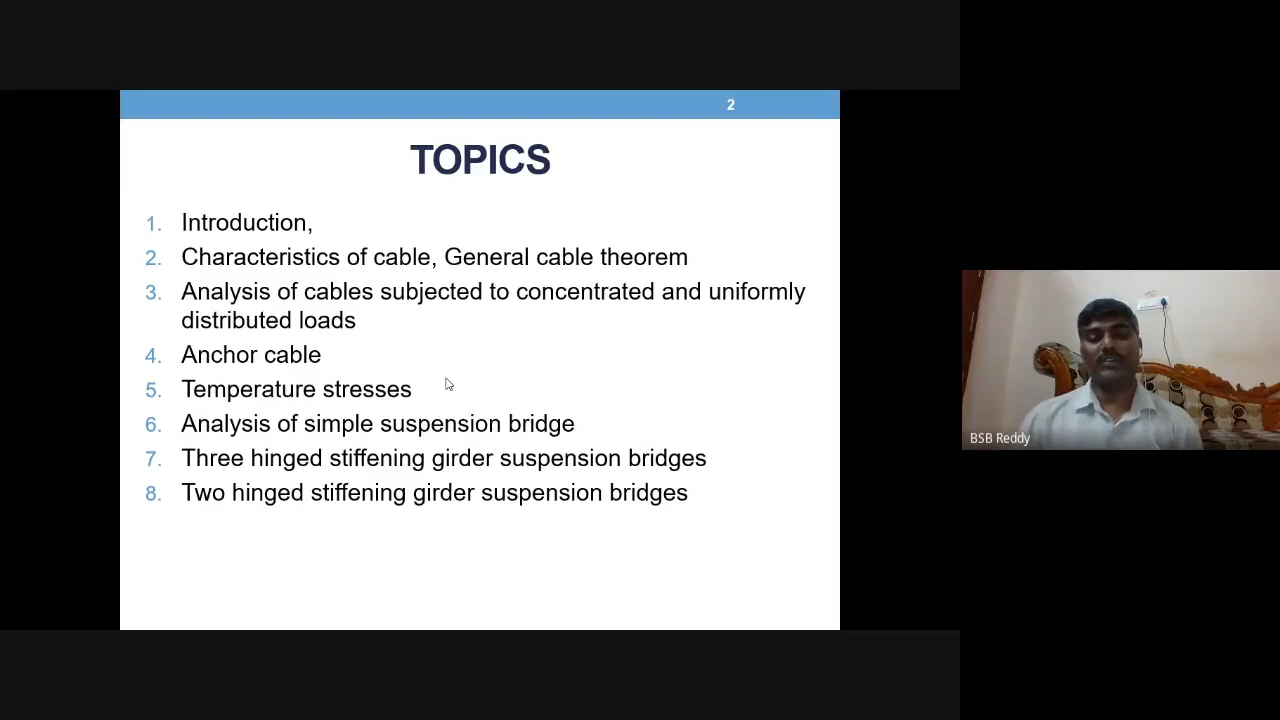 2
TOPICS
1. Introduction,
2. Characteristics of cable, General cable theorem
3. Analysis of cables subjected to concentrated and uniformly
distributed loads
4. Anchor cable
5. Temperature stresses
6. Analysis of simple suspension bridge
7. Three hinged stiffening girder suspension bridges
8. Two hinged stiffening girder suspension bridges
BSB Reddy